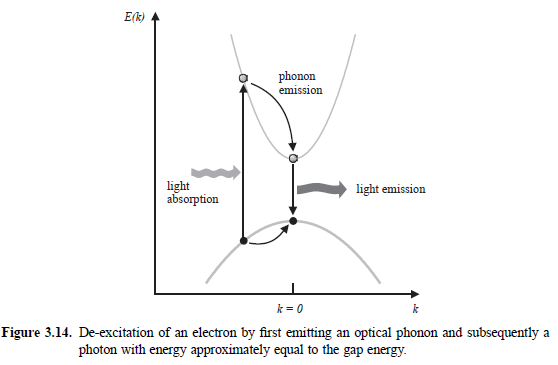 E(k)
phonon
emission
light
absorption
light emission
k = 0
k
Figure 3.14. De-excitation of an electron by first emitting an optical phonon and subsequently a
photon with energy approximately equal to the gap energy.